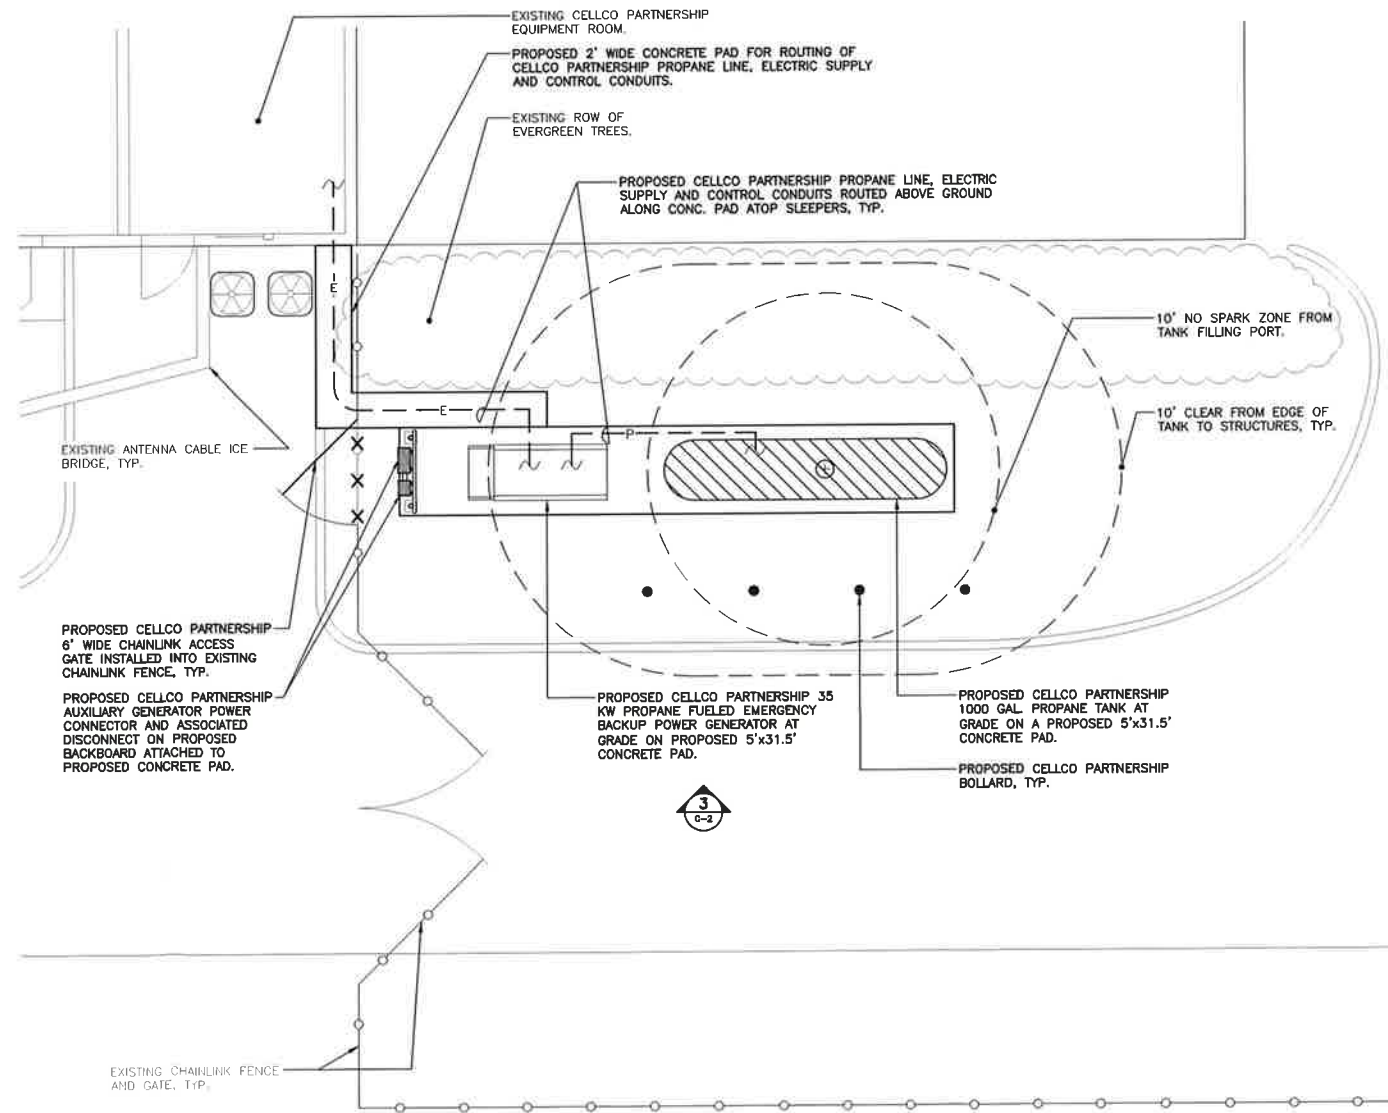 EXISTING CELLCO PARTNERSHIP
EQUIPMENT ROOM.
PROPOSED 2' WIDE CONCRETE PAD FOR ROUTING OF
CELLCO PARTNERSHIP PROPANE LINE, ELECTRIC SUPPLY
AND CONTROL CONDUITS.
EXISTING ROW OF
EVERGREEN TREES.
PROPOSED CELLCO PARTNERSHIP PROPANE LINE, ELECTRIC
SUPPLY AND CONTROL CONDUITS ROUTED ABOVE GROUND
ALONG CONC. PAD ATOP SLEEPERS, TYP.
E
10' NO SPARK ZONE FROM
TANK FILLING PORT.
E
P
10' CLEAR FROM EDGE OF
TANK TO STRUCTURES, TYP.
EXISTING ANTENNA CABLE ICE
BRIDGE, TYP.
PROPOSED CELLCO PARTNERSHIP
6' WIDE CHAINLINK ACCESS
GATE INSTALLED INTO EXISTING
CHAINLINK FENCE, TYP.
PROPOSED CELLCO PARTNERSHIP
AUXILIARY GENERATOR POWER
CONNECTOR AND ASSOCIATED
DISCONNECT ON PROPOSED
BACKBOARD ATTACHED TO
PROPOSED CONCRETE PAD.
PROPOSED CELLCO PARTNERSHIP 35
KW PROPANE FUELED EMERGENCY
BACKUP POWER GENERATOR AT
GRADE ON PROPOSED 5'x31.5'
CONCRETE PAD.
PROPOSED CELLCO PARTNERSHIP
1000 GAL. PROPANE TANK AT
GRADE ON A PROPOSED 5'x31.5'
CONCRETE PAD.
PROPOSED CELLCO PARTNERSHIP
BOLLARD, TYP.
3
C-2
EXISTING CHAINLINK FENCE
AND GATE, TYP.